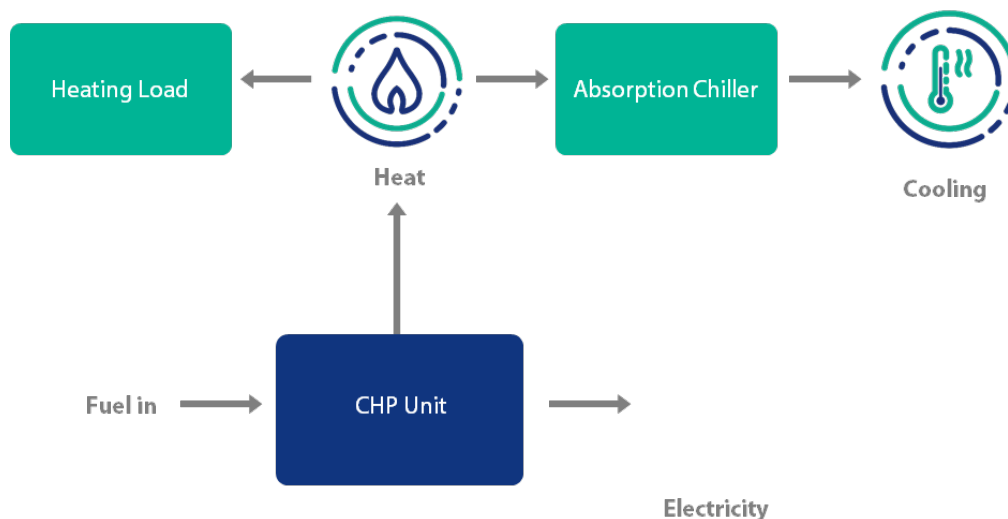 Heating Load
Absorption Chiller
Heat
Cooling
Fuel in
CHP Unit
Electricity